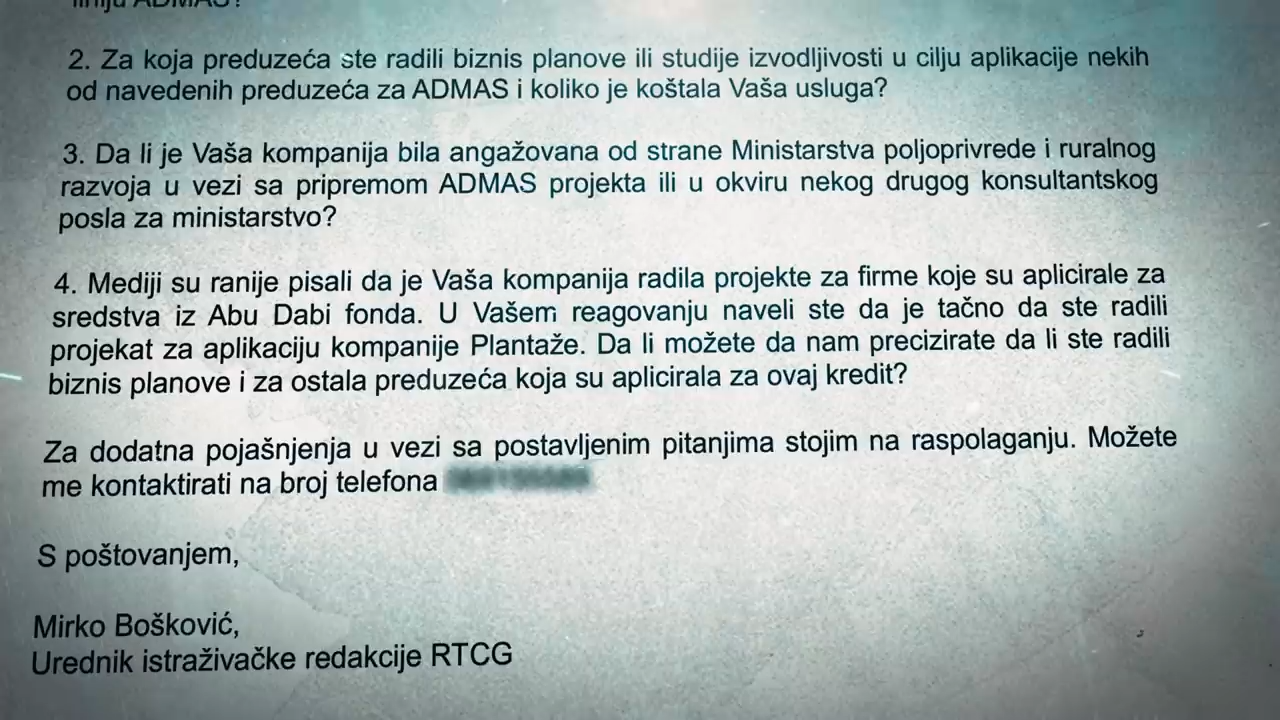 liniju ADMAS?
2. Za koja preduzeća ste radili biznis planove ili studije izvodljivosti u cilju aplikacije nekih
od navedenih preduzeća za ADMAS i koliko je koštala Vaša usluga?
3. Da li je Vaša kompanija bila angažovana od strane Ministarstva poljoprivrede i ruralnog
razvoja u vezi sa pripremom ADMAS projekta ili u okviru nekog drugog konsultantskog
posla za ministarstvo?
4. Mediji su ranije pisali da je Vaša kompanija radila projekte za firme koje su aplicirale za
sredstva iz Abu Dabi fonda. U Vašem reagovanju naveli ste da je tačno da ste radili
projekat za aplikaciju kompanije Plantaže. Da li možete da nam precizirate da li ste radili
biznis planove i za ostala preduzeća koja su aplicirala za ovaj kredit?
Za dodatna pojašnjenja u vezi sa postavljenim pitanjima stojim na raspolaganju. Možete
me kontaktirati na broj telefona
S poštovanjem,
Mirko Bošković,
Urednik istraživačke redakcije RTCG